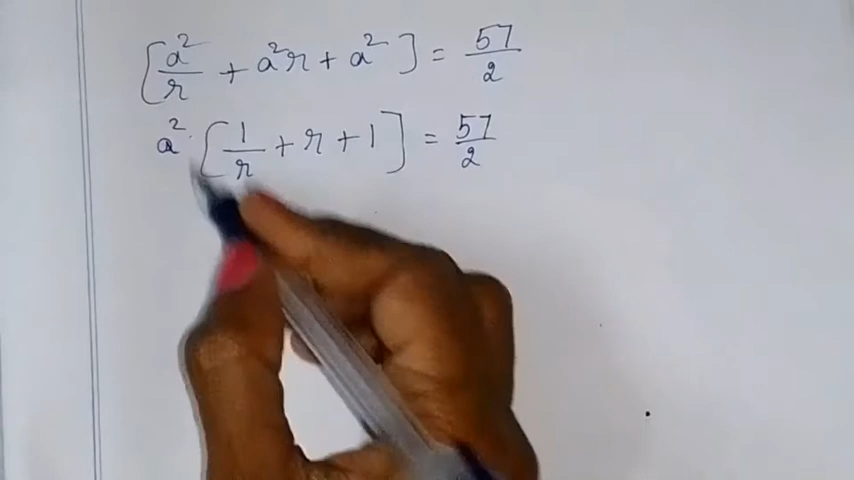 [a²/r + a²r + a²] = 57/2
a² [1/r + r + 1] = 57/2